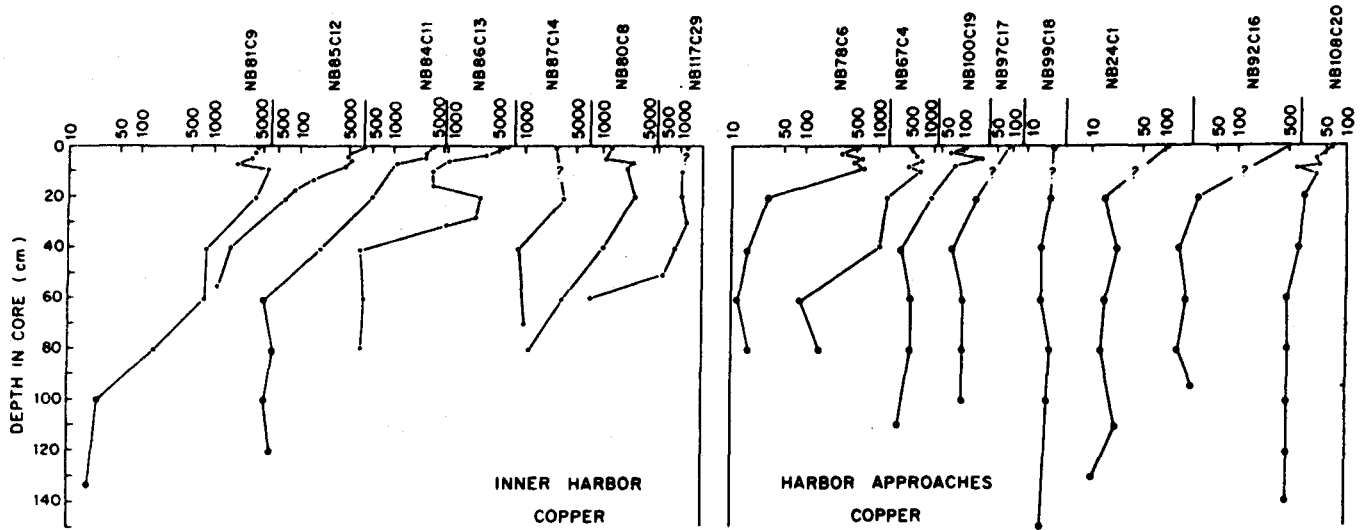 NB81C9 NB85C12 NB84C11 NB86C13 NB87C14 NB80C8 NB117C29 NB78C6 NB67C4 NB100C19 NB97C17 NB99C18 NB24C1 NB92C16 NB108C20
10 50 100 1000 5000 500 100 5000 500 1000 5000 1000 5000 1000 5000 500 1000 10 50 100 1000 500 1000 50 100 100 10 10 100 100 500 50 100
DEPTH IN CORE (cm)
0
20
40
60
80
100
120
140
?
?
?
?
?
?
INNER HARBOR
COPPER
HARBOR APPROACHES
COPPER